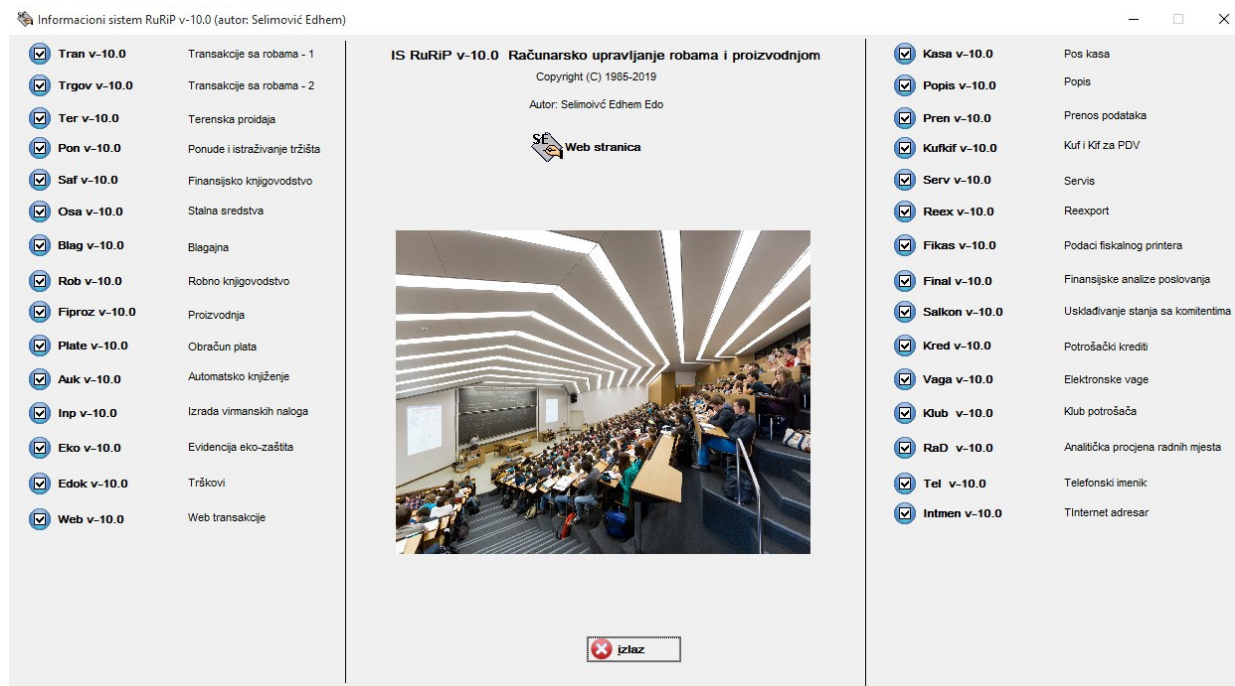 Informacioni sistem RuRiP v-10.0 (autor: Selimović Edhem)
Tran v-10.0 Transakcije sa robama - 1
Trgov v-10.0 Transakcije sa robama - 2
Ter v-10.0 Terenska proidaja
Pon v-10.0 Ponude i istraživanje tržišta
Saf v-10.0 Finansijsko knjigovodstvo
Osa v-10.0 Stalna sredstva
Blag v-10.0 Blagajna
Rob v-10.0 Robno knjigovodstvo
Fiproz v-10.0 Proizvodnja
Plate v-10.0 Obračun plata
Auk v-10.0 Automatsko knjiženje
Inp v-10.0 Izrada virmanskih naloga
Eko v-10.0 Evidencija eko-zaštita
Edok v-10.0 Trškovi
Web v-10.0 Web transakcije
IS RuRiP v-10.0 Računarsko upravljanje robama i proizvodnjom
Copyright (C) 1985-2019
Autor: Selimoivć Edhem Edo
SE Web stranica
izlaz
Kasa v-10.0 Pos kasa
Popis v-10.0 Popis
Pren v-10.0 Prenos podataka
Kufkif v-10.0 Kuf i Kif za PDV
Serv v-10.0 Servis
Reex v-10.0 Reexport
Fikas v-10.0 Podaci fiskalnog printera
Final v-10.0 Finansijske analize poslovanja
Salkon v-10.0 Usklađivanje stanja sa komitentima
Kred v-10.0 Potrošački krediti
Vaga v-10.0 Elektronske vage
Klub v-10.0 Klub potrošača
RaD v-10.0 Analitička procjena radnih mjesta
Tel v-10.0 Telefonski imenik
Intmen v-10.0 TInternet adresar